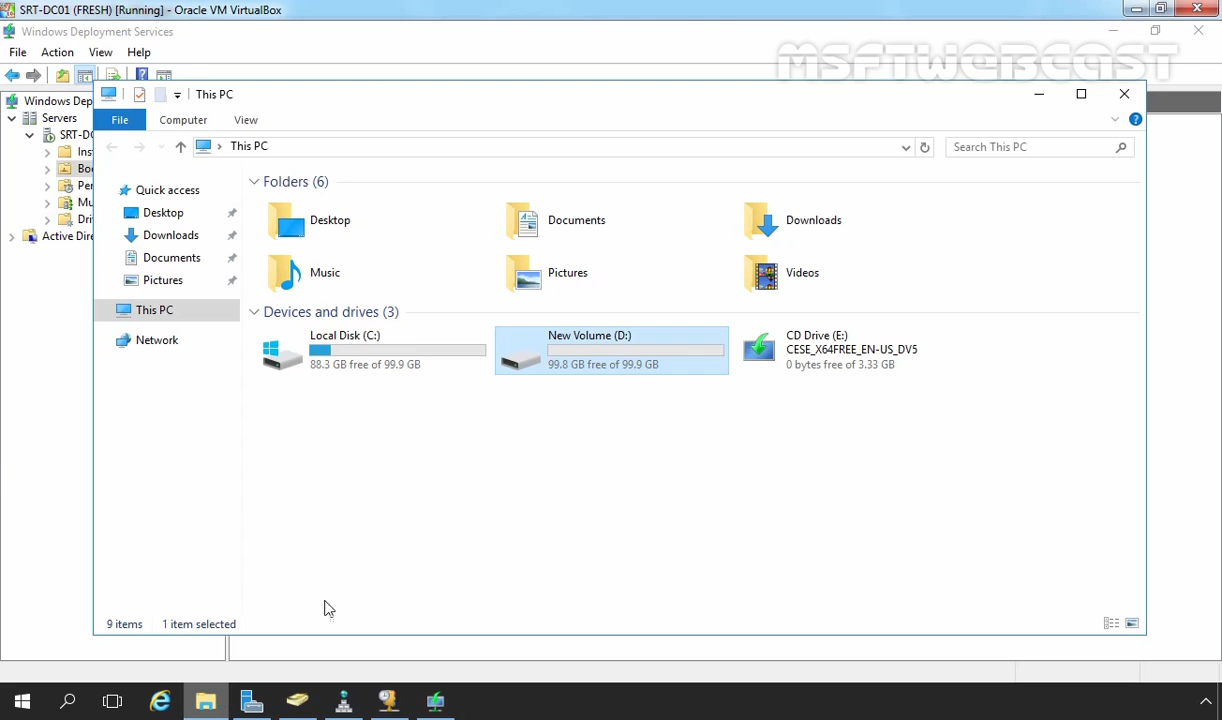 SRT-DC01 (FRESH) [Running] - Oracle VM VirtualBox
Windows Deployment Services
File Action View Help
MSFTWEBCAST
This PC
File Computer View
This PC
Search This PC
Windows Dep
Servers
SRT-DC
Ins
Boo
Per
Mu
Driv
Active Dire
Quick access
Desktop
Downloads
Documents
Pictures
This PC
Network
Folders (6)
Desktop
Documents
Downloads
Music
Pictures
Videos
Devices and drives (3)
Local Disk (C:)
88.3 GB free of 99.9 GB
New Volume (D:)
99.8 GB free of 99.9 GB
CD Drive (E:)
CESE_X64FREE_EN-US_DV5
0 bytes free of 3.33 GB
9 items 1 item selected